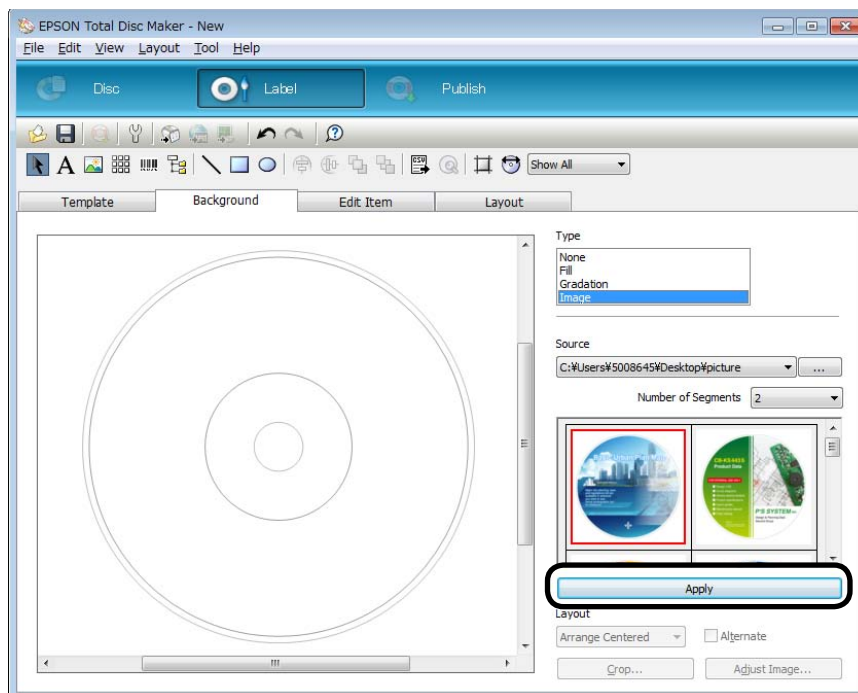 EPSON Total Disc Maker - New
File Edit View Layout Tool Help
Disc Label Publish
Show All
Template Background Edit Item Layout
Type
None
Fill
Gradation
Image
Source
C:¥Users¥5008645¥Desktop¥picture ...
Number of Segments 2
Product Data
P'S SYSTEM
Apply
Layout
Arrange Centered Alternate
Crop... Adjust Image...